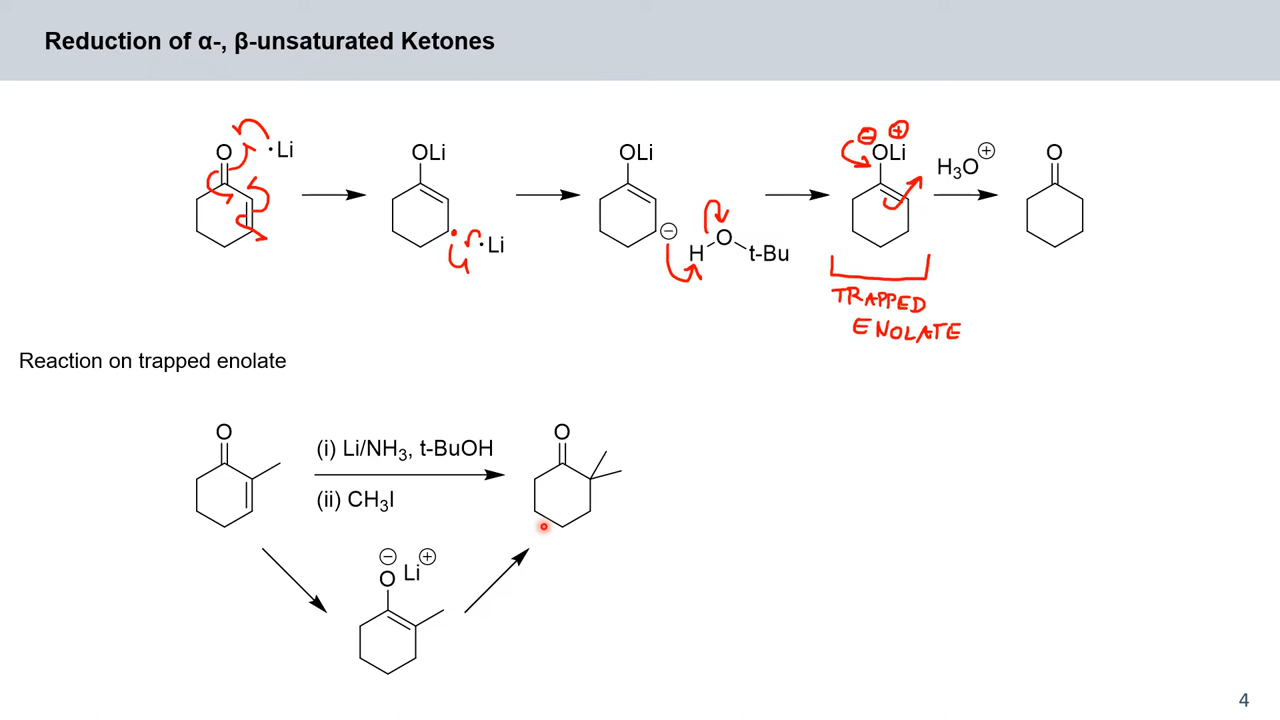 Reduction of α-, β-unsaturated Ketones
O
·Li
OLi
·Li
OLi
⊖
H
O
t-Bu
⊖ ⊕
OLi
H₃O⊕
O
TRAPPED
ENOLATE
Reaction on trapped enolate
O
(i) Li/NH₃, t-BuOH
(ii) CH₃I
O
⊖ ⊕
O Li
4